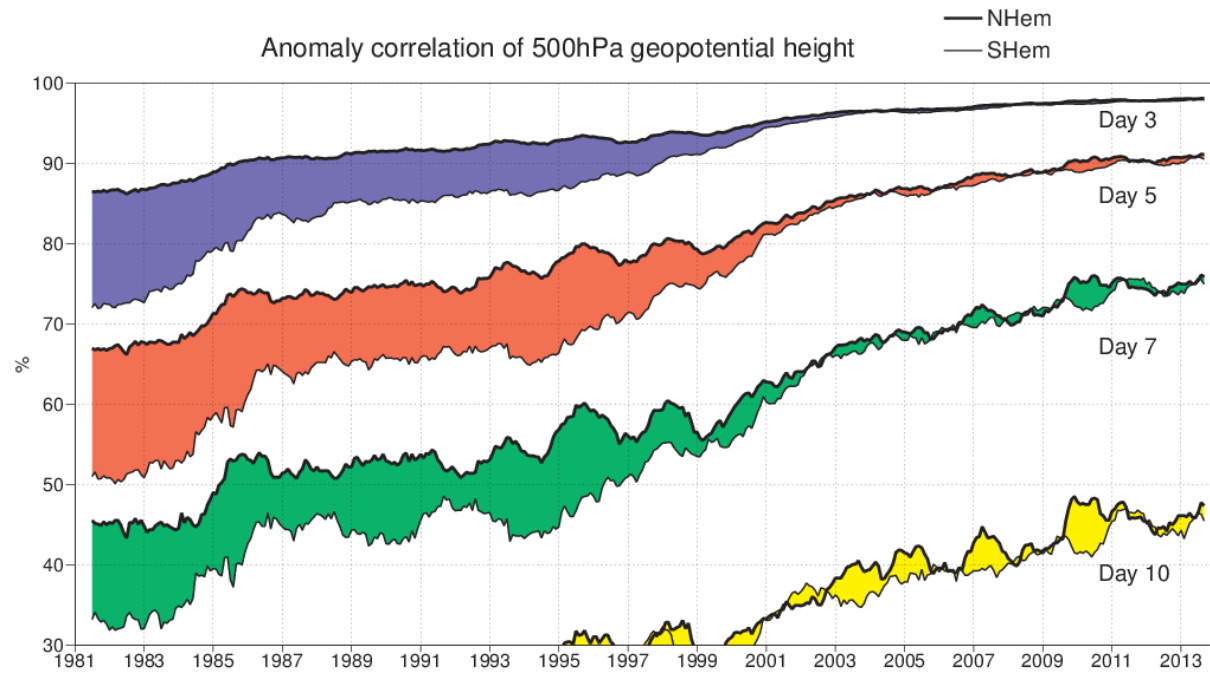 NHem
Anomaly correlation of 500hPa geopotential height
SHem
100
90
80
70
60
50
40
30
%
Day 3
Day 5
Day 7
Day 10
1981 1983 1985 1987 1989 1991 1993 1995 1997 1999 2001 2003 2005 2007 2009 2011 2013